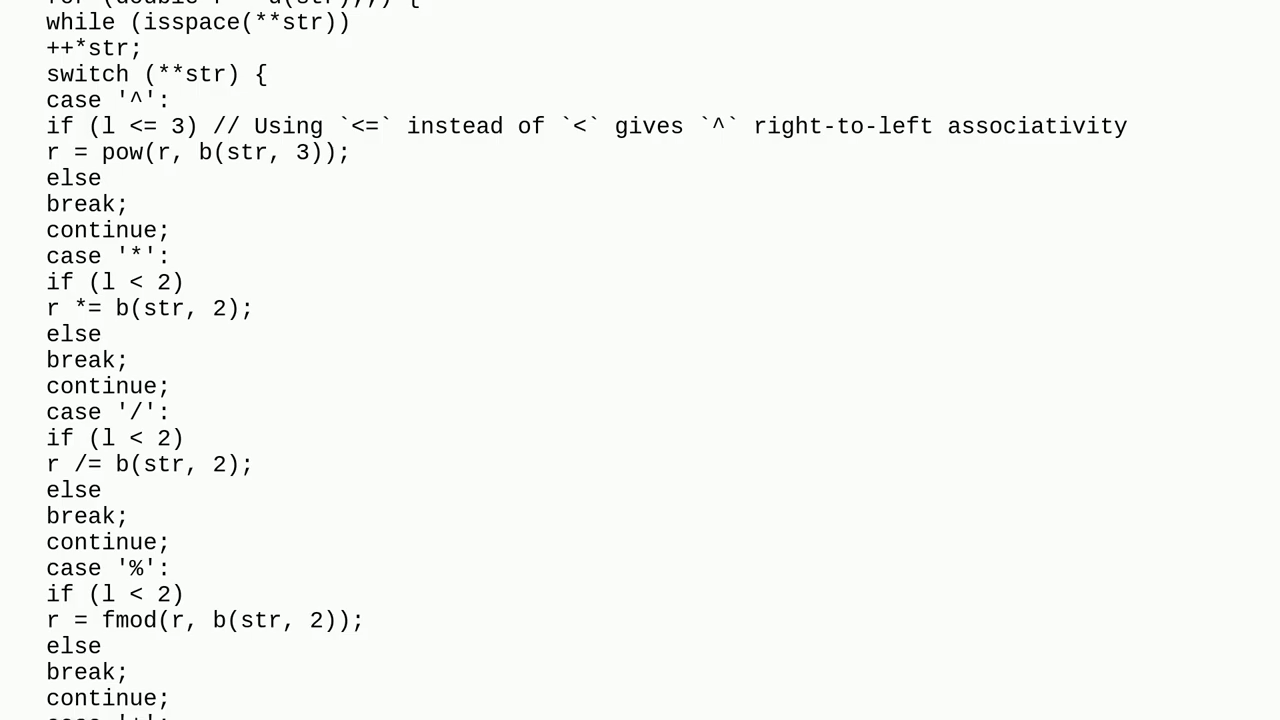 while (isspace(**str))
++*str;
switch (**str) {
case '^':
if (l <= 3) // Using `<=` instead of `<` gives `^` right-to-left associativity
r = pow(r, b(str, 3));
else
break;
continue;
case '*':
if (l < 2)
r *= b(str, 2);
else
break;
continue;
case '/':
if (l < 2)
r /= b(str, 2);
else
break;
continue;
case '%':
if (l < 2)
r = fmod(r, b(str, 2));
else
break;
continue;